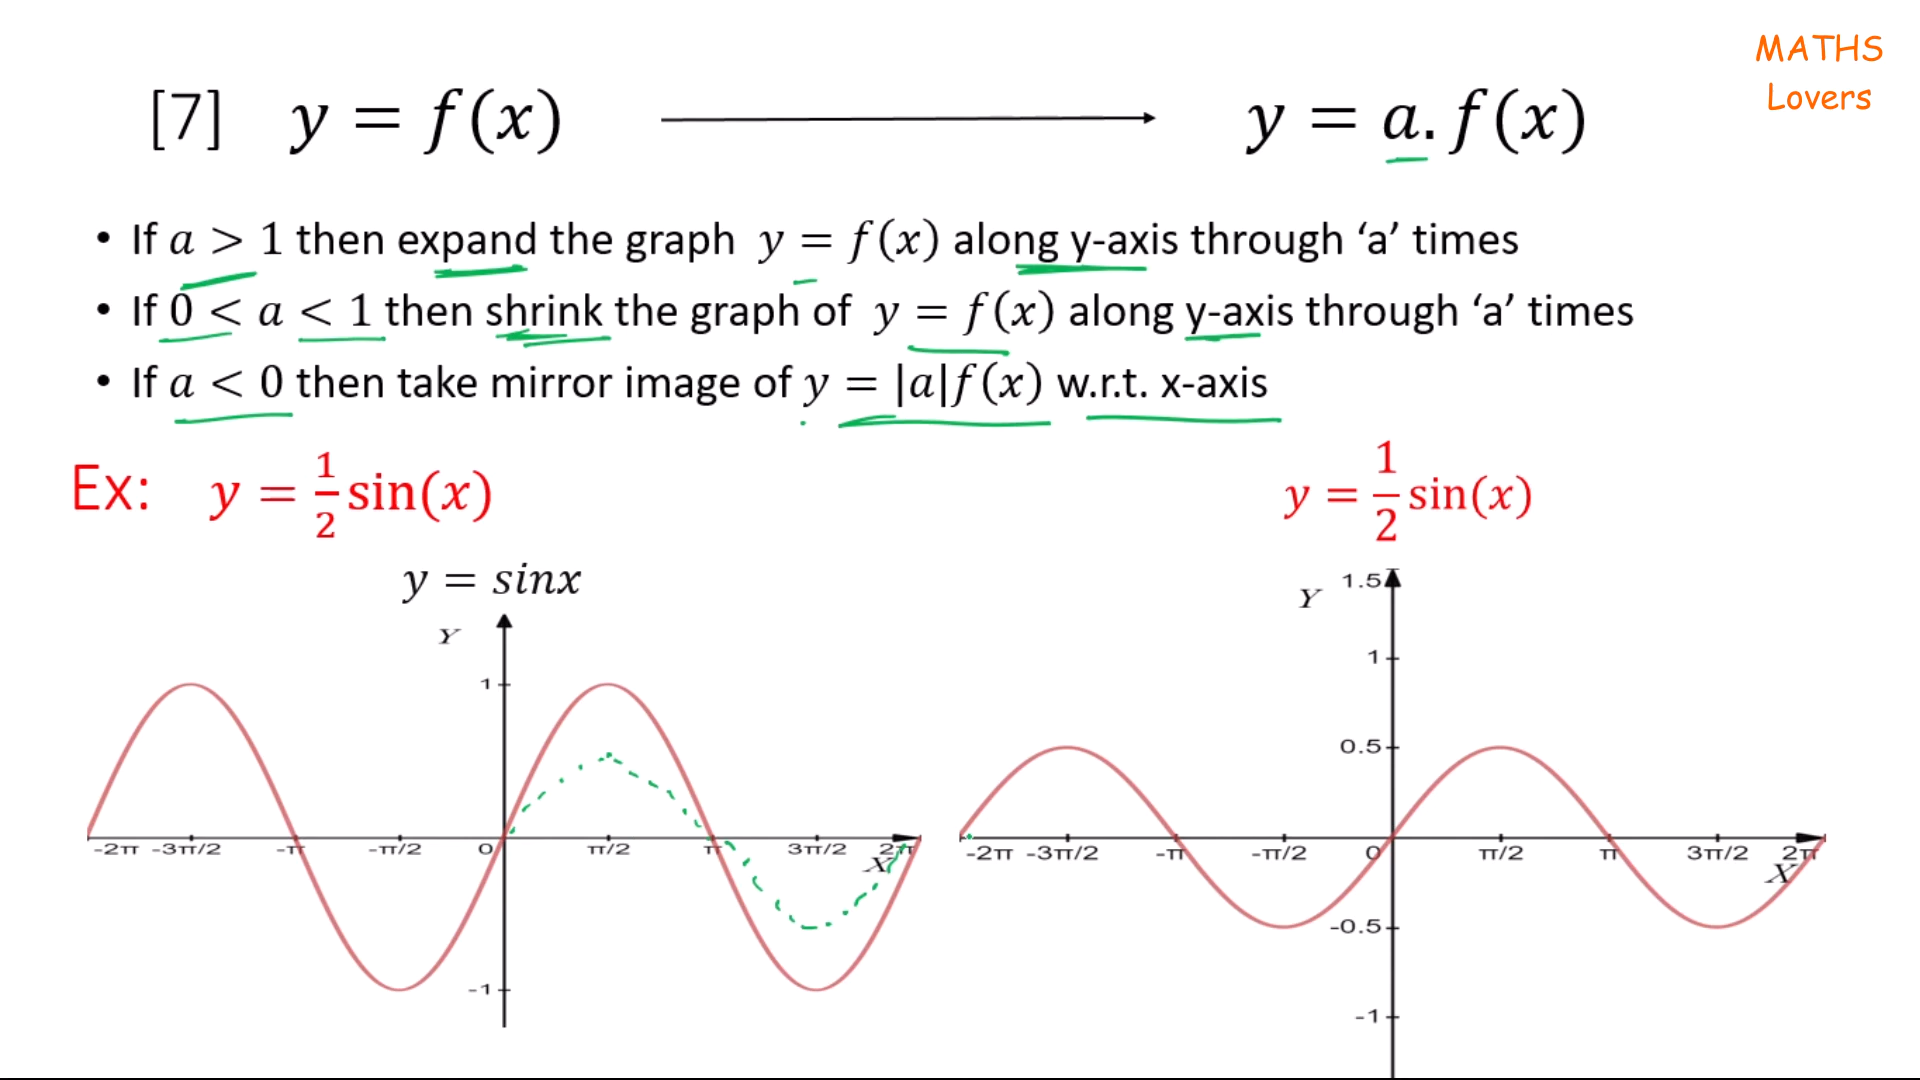 MATHS
Lovers
[7] y = f(x) y = a. f(x)
• If a > 1 then expand the graph y = f(x) along y-axis through ‘a’ times
• If 0 < a < 1 then shrink the graph of y = f(x) along y-axis through ‘a’ times
• If a < 0 then take mirror image of y = |a|f(x) w.r.t. x-axis
Ex: y = 1/2 sin(x) y = 1/2 sin(x)
y = sinx
Y
1
-2π -3π/2 -π -π/2 0 π/2 π 3π/2 2π
X
-1
Y
1.5
1
0.5
-2π -3π/2 -π -π/2 0 π/2 π 3π/2 2π
X
-0.5
-1